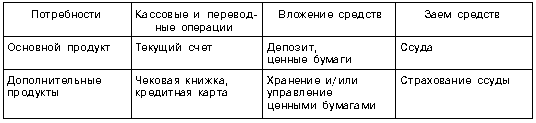 Потребности
Кассовые и перевод-
ные операции
Вложение средств
Заем средств
Основной продукт
Текущий счет
Депозит,
ценные бумаги
Ссуда
Дополнительные
продукты
Чековая книжка,
кредитная карта
Хранение и/или
управление
ценными бумагами
Страхование ссуды